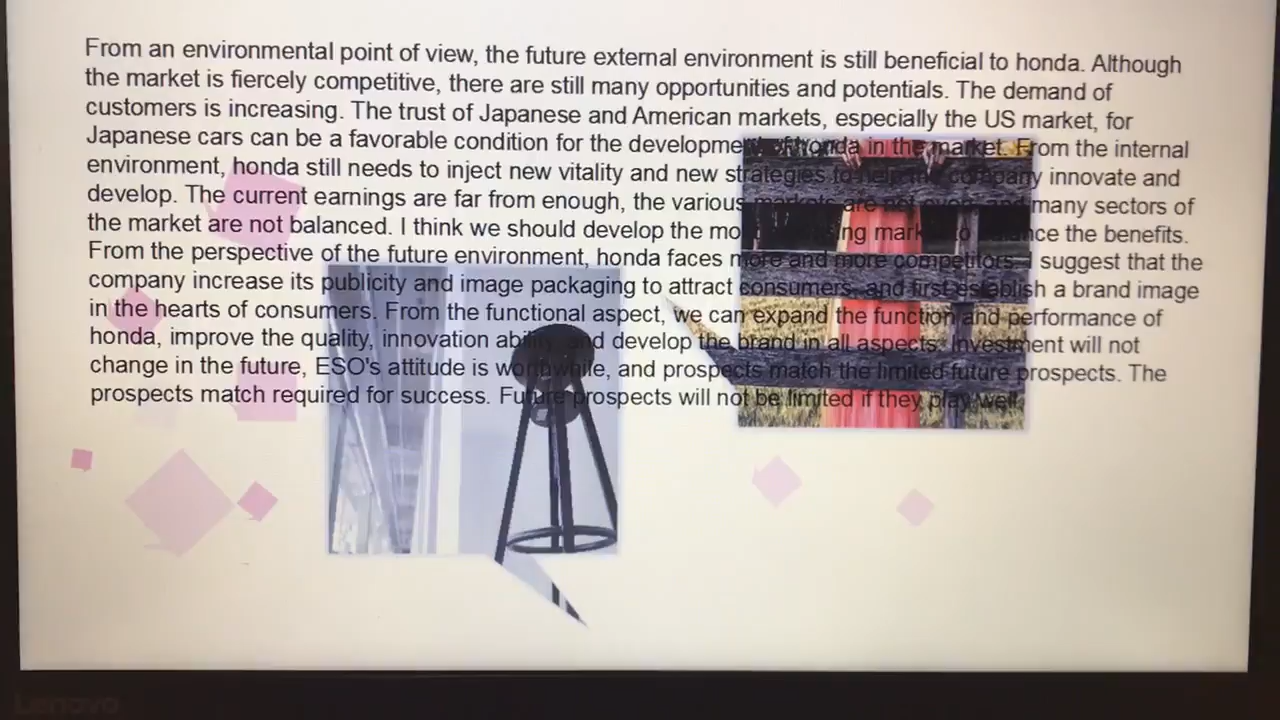 From an environmental point of view, the future external environment is still beneficial to honda. Although
the market is fiercely competitive, there are still many opportunities and potentials. The demand of
customers is increasing. The trust of Japanese and American markets, especially the US market, for
Japanese cars can be a favorable condition for the development of honda in the market. From the internal
environment, honda still needs to inject new vitality and new strategies to help the company innovate and
develop. The current earnings are far from enough, the various markets are not even, and many sectors of
the market are not balanced. I think we should develop the the benefits.
From the perspective of the future environment, honda faces more and more competitors. I suggest that the
company increase its publicity and image packaging to attract consumers, and first establish a brand image
in the hearts of consumers. From the functional aspect, we can expand the function and performance of
honda, improve the quality, innovation ability, and develop the brand in all aspects. Investment will not
change in the future, ESO's attitude is worthwhile, and prospects match the limited future prospects. The
prospects match required for success. Future prospects will not be limited if they play well.
Lenovo